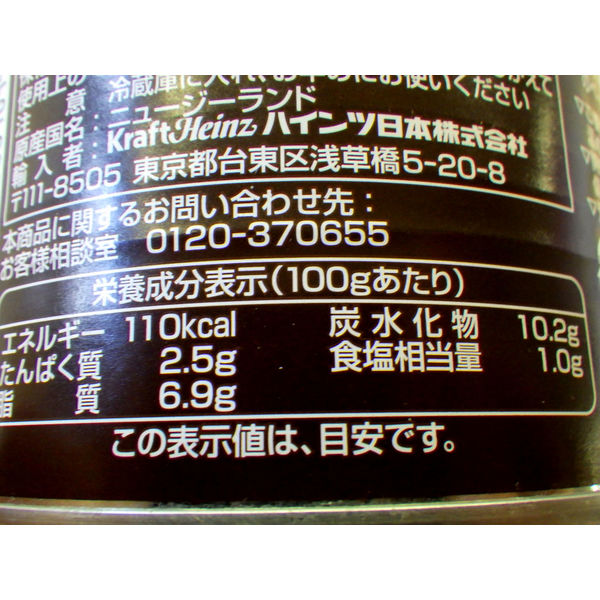 使用上の 冷蔵庫に入れ、お早めにお使いください
注意
原産国名：ニュージーランド
輸入者：KraftHeinz ハインツ日本株式会社
〒111-8505 東京都台東区浅草橋5-20-8
本商品に関するお問い合わせ先：
お客様相談室 0120-370655
栄養成分表示(100gあたり)
エネルギー 110kcal 炭水化物 10.2g
たんぱく質 2.5g 食塩相当量 1.0g
脂質 6.9g
この表示値は、目安です。